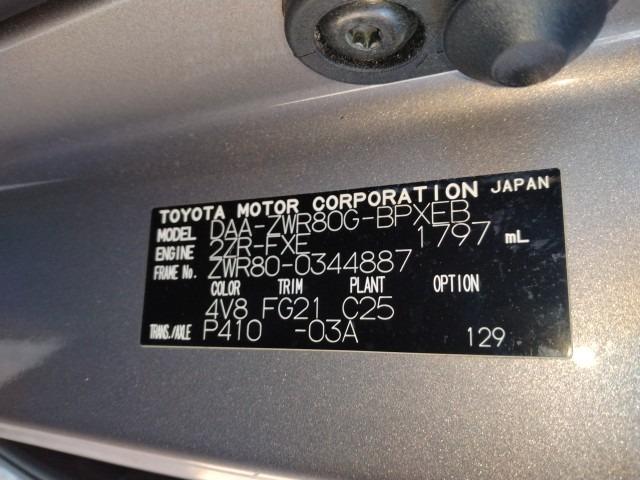 TOYOTA MOTOR CORPORATION JAPAN
MODEL DAA-ZWR80G-BPXEB
ENGINE 2ZR-FXE 1797 mL
FRAME No. ZWR80-0344887
COLOR TRIM PLANT OPTION
4V8 FG21 C25
TRANS./AXLE P410 -03A 129